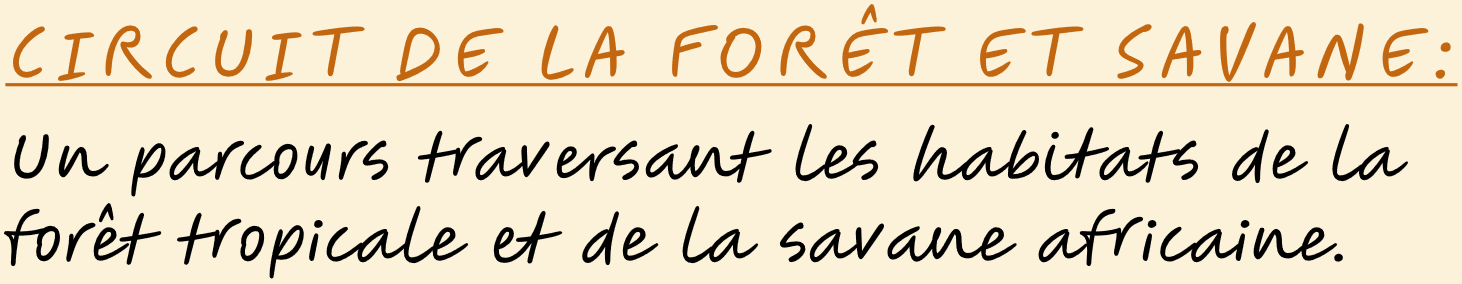 CIRCUIT DE LA FORÊT ET SAVANE:
Un parcours traversant les habitats de la
forêt tropicale et de la savane africaine.